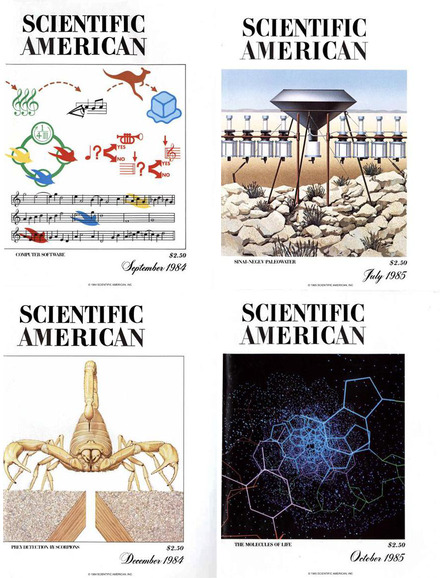 SCIENTIFIC
AMERICAN
?
YES
NO
?
YES
NO
COMPUTER SOFTWARE
$2.50
September 1984
© 1984 SCIENTIFIC AMERICAN, INC
SCIENTIFIC
AMERICAN
SINAI-NEGEV PALEOWATER
$2.50
July 1985
© 1985 SCIENTIFIC AMERICAN, INC
SCIENTIFIC
AMERICAN
PREY DETECTION BY SCORPIONS
$2.50
December 1984
© 1984 SCIENTIFIC AMERICAN, INC
SCIENTIFIC
AMERICAN
THE MOLECULES OF LIFE
$2.50
October 1985
© 1985 SCIENTIFIC AMERICAN, INC